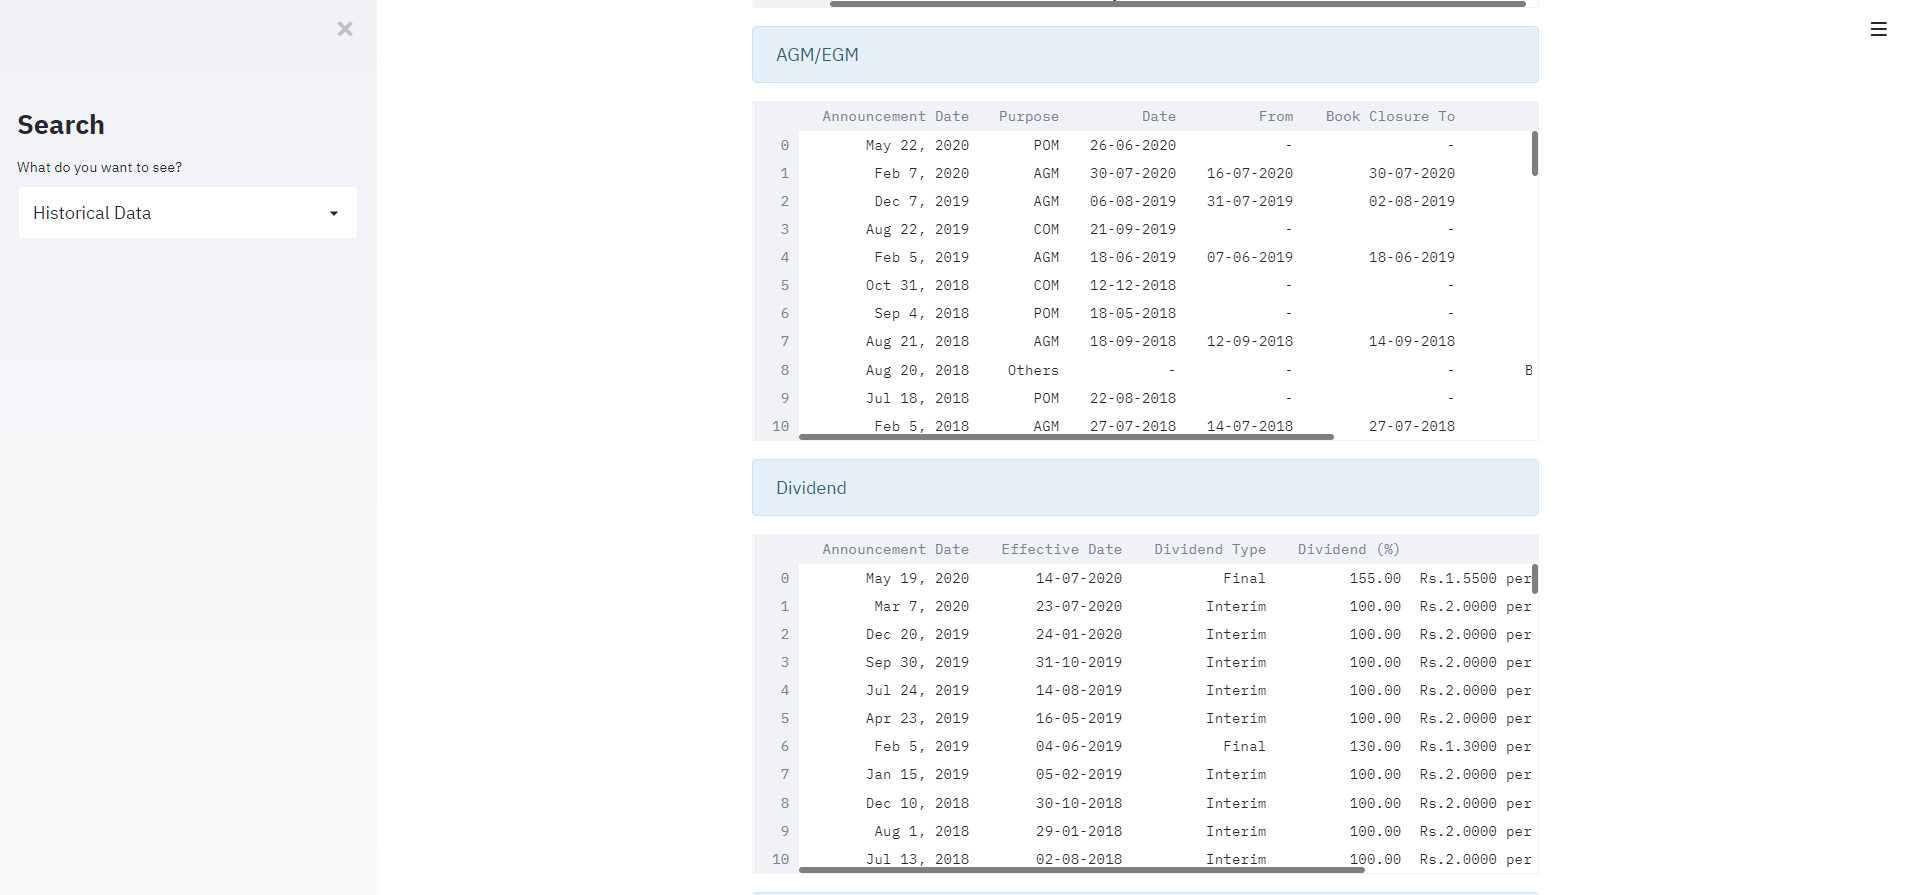 Search
What do you want to see?
Historical Data
AGM/EGM
Announcement Date Purpose Date From Book Closure To
0 May 22, 2020 POM 26-06-2020 - -
1 Feb 7, 2020 AGM 30-07-2020 16-07-2020 30-07-2020
2 Dec 7, 2019 AGM 06-08-2019 31-07-2019 02-08-2019
3 Aug 22, 2019 COM 21-09-2019 - -
4 Feb 5, 2019 AGM 18-06-2019 07-06-2019 18-06-2019
5 Oct 31, 2018 COM 12-12-2018 - -
6 Sep 4, 2018 POM 18-05-2018 - -
7 Aug 21, 2018 AGM 18-09-2018 12-09-2018 14-09-2018
8 Aug 20, 2018 Others - - - B
9 Jul 18, 2018 POM 22-08-2018 - -
10 Feb 5, 2018 AGM 27-07-2018 14-07-2018 27-07-2018
Dividend
Announcement Date Effective Date Dividend Type Dividend (%)
0 May 19, 2020 14-07-2020 Final 155.00 Rs.1.5500 per
1 Mar 7, 2020 23-07-2020 Interim 100.00 Rs.2.0000 per
2 Dec 20, 2019 24-01-2020 Interim 100.00 Rs.2.0000 per
3 Sep 30, 2019 31-10-2019 Interim 100.00 Rs.2.0000 per
4 Jul 24, 2019 14-08-2019 Interim 100.00 Rs.2.0000 per
5 Apr 23, 2019 16-05-2019 Interim 100.00 Rs.2.0000 per
6 Feb 5, 2019 04-06-2019 Final 130.00 Rs.1.3000 per
7 Jan 15, 2019 05-02-2019 Interim 100.00 Rs.2.0000 per
8 Dec 10, 2018 30-10-2018 Interim 100.00 Rs.2.0000 per
9 Aug 1, 2018 29-01-2018 Interim 100.00 Rs.2.0000 per
10 Jul 13, 2018 02-08-2018 Interim 100.00 Rs.2.0000 per